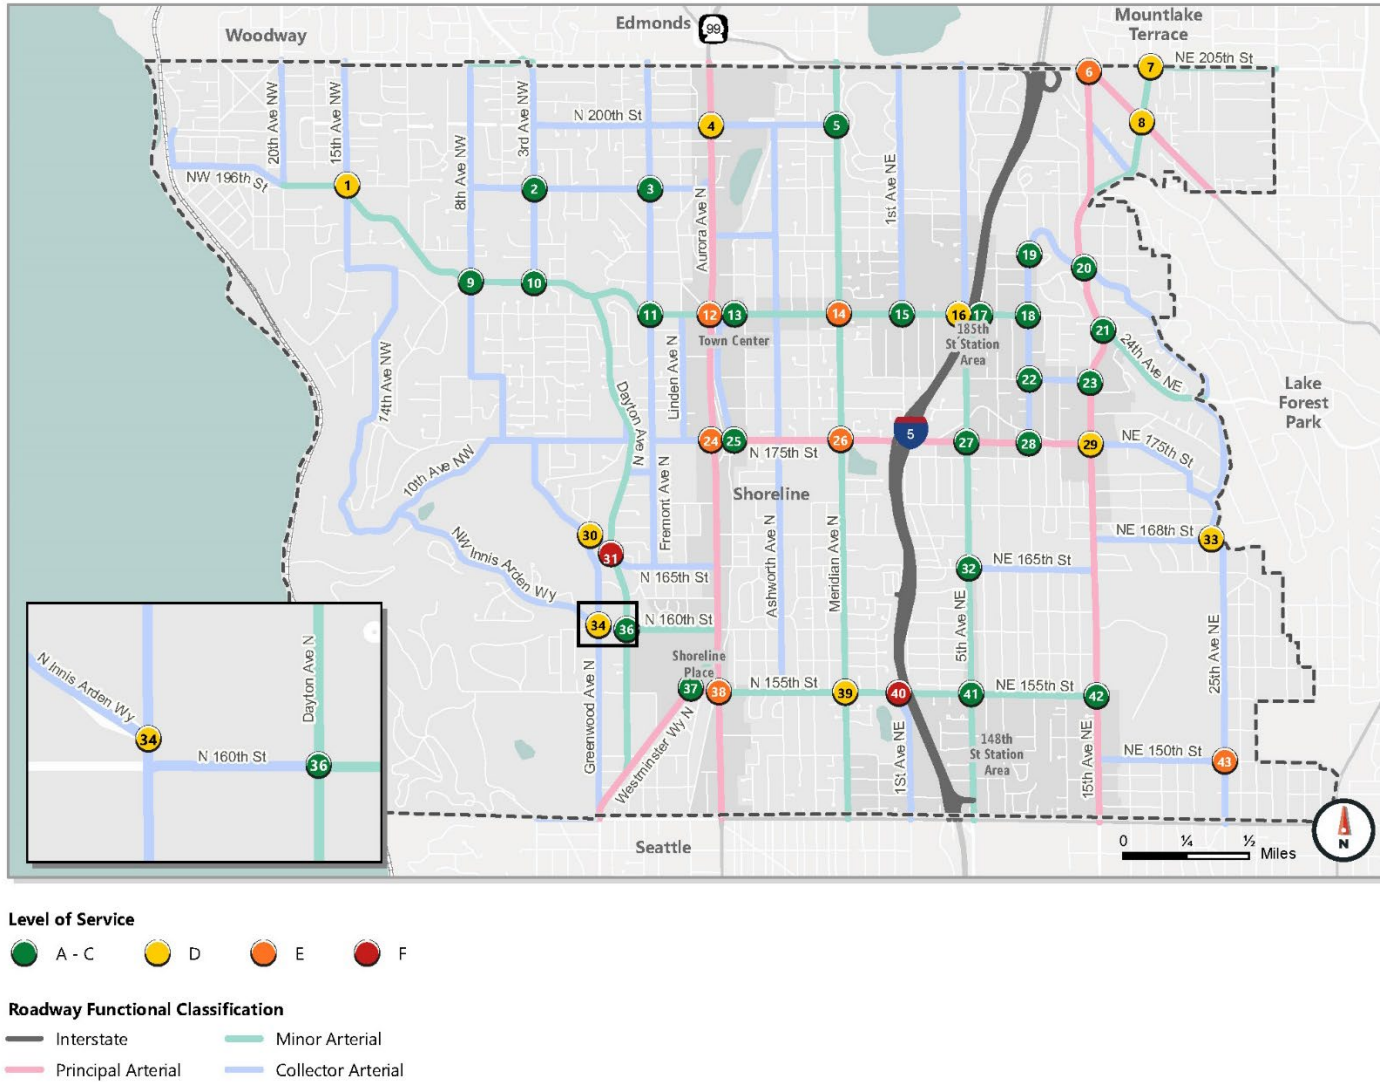 Edmonds
99
Mountlake
Terrace
Woodway
NE 205th St
6
7
8
20th Ave NW
15th Ave NW
8th Ave NW
3rd Ave NW
N 200th St
4
5
NW 196th St
1
2
3
Aurora Ave N
1st Ave NE
9
10
19
20
11
12
13
14
15
16
17
18
Town Center
185th
St Station
Area
21
24th Ave NE
22
23
14th Ave NW
Dayton Ave N
Linden Ave N
Lake
Forest
Park
5
24
25
N 175th St
26
27
28
29
NE 175th St
10th Ave NW
Fremont Ave N
Shoreline
Ashworth Ave N
Meridian Ave N
30
31
NW Innis Arden Wy
N 165th St
NE 168th St
33
32
NE 165th St
5th Ave NE
34
36
N 160th St
25th Ave NE
Shoreline
Place
37
38
N 155th St
39
40
41
NE 155th St
42
Greenwood Ave N
Westminster Wy N
1St Ave NE
148th
St Station
Area
15th Ave NE
NE 150th St
43
Seattle
0 ¼ ½
Miles
N
N Innis Arden Wy
Dayton Ave N
34
N 160th St
36
Level of Service
A - C D E F
Roadway Functional Classification
Interstate Minor Arterial
Principal Arterial Collector Arterial